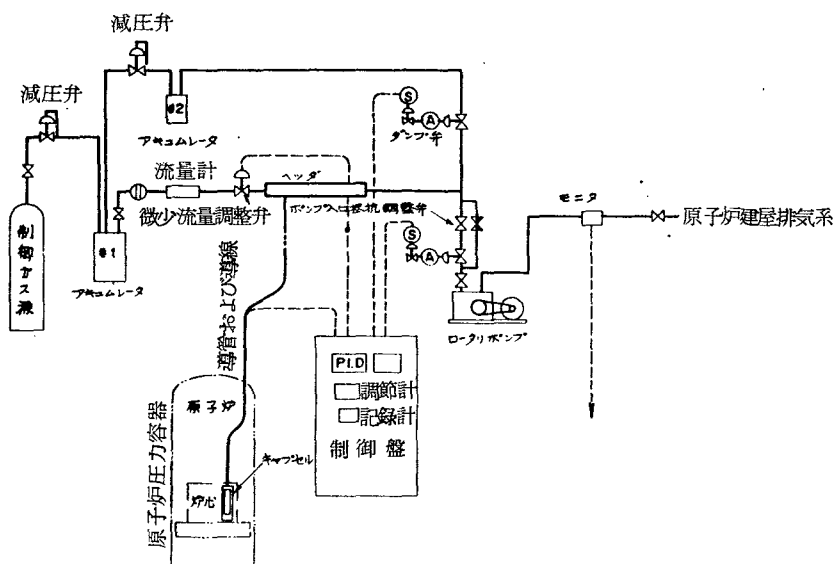 減圧弁
減圧弁
#2
アキュムレータ
S
A
ダンプ弁
流量計
ヘッダ
微少流量調整弁
ポンプ入口抵抗調整弁
モニタ
原子炉建屋排気系
制御ガス源
#1
アキュムレータ
S
A
ロータリポンプ
導管および導線
P.I.D
調節計
記録計
制御盤
原子炉圧力容器
原子炉
キャプセル
炉心